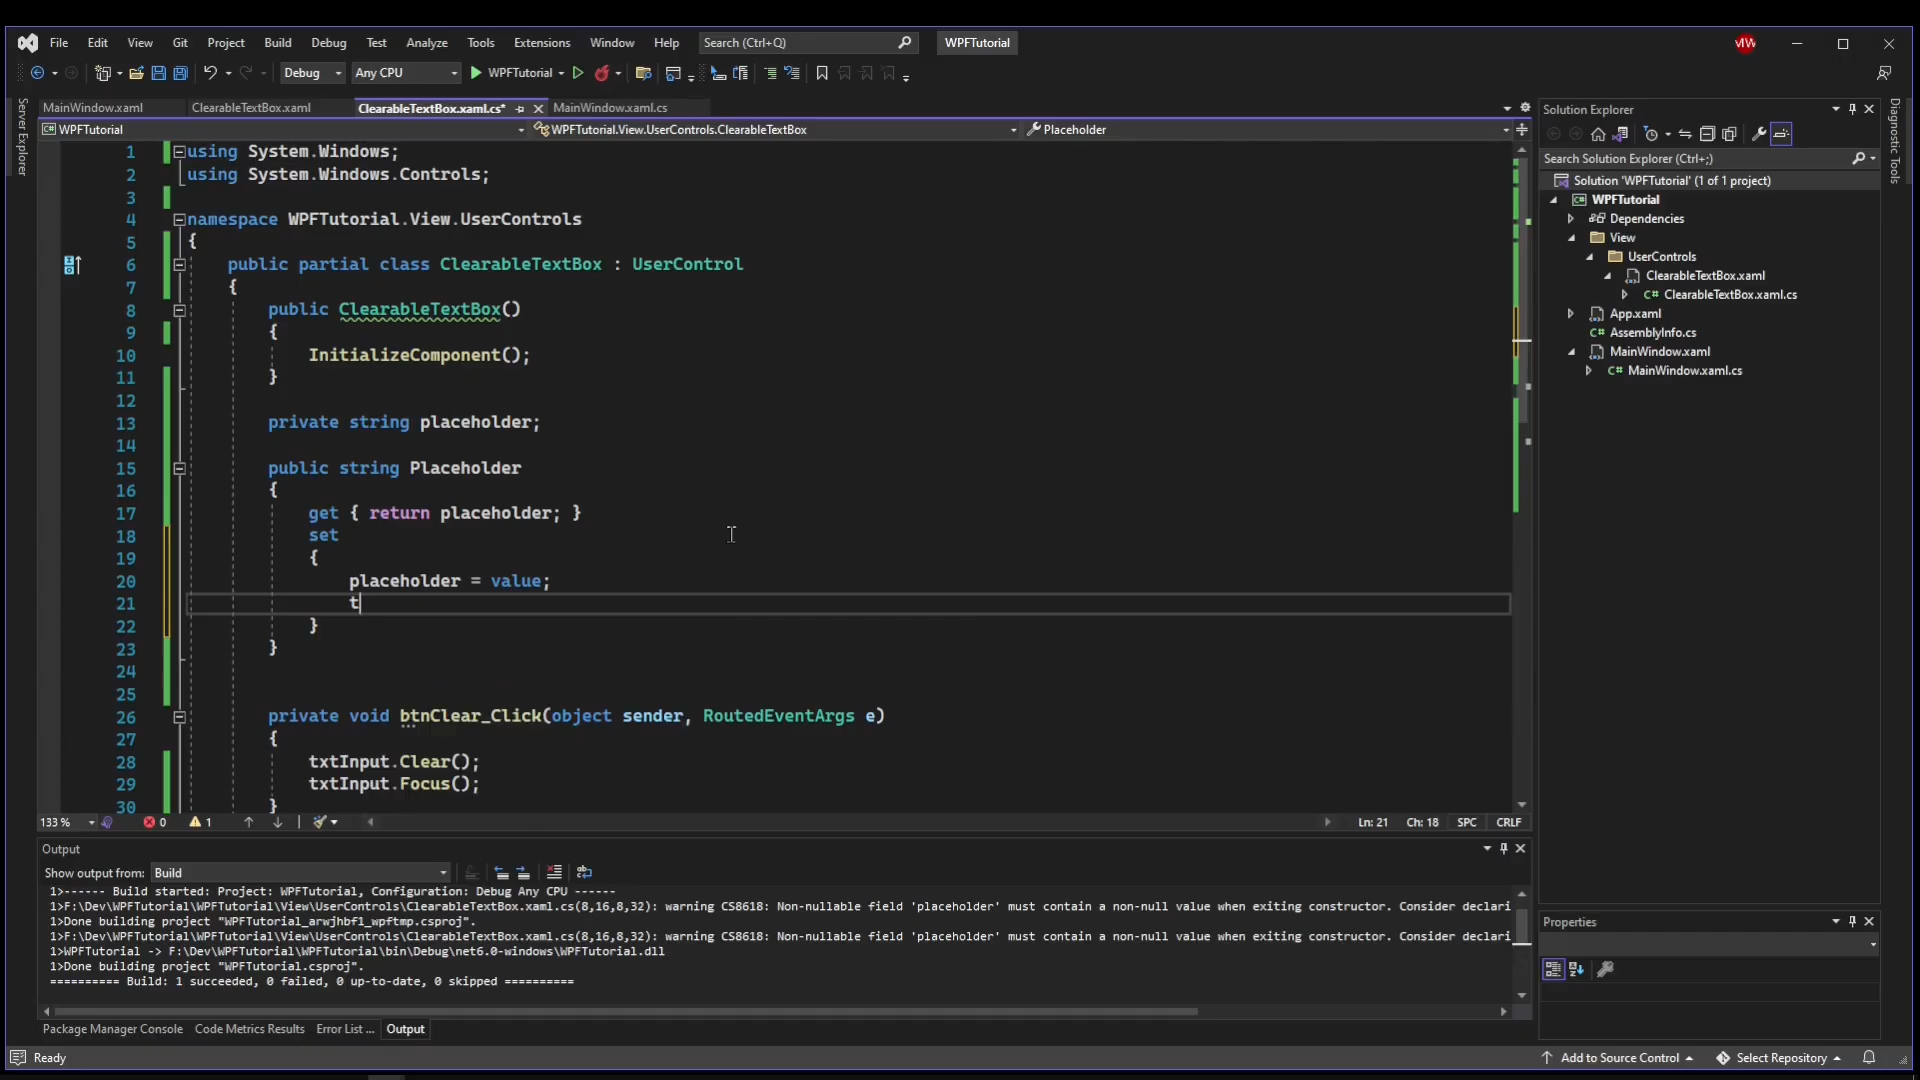 File Edit View Git Project Build Debug Test Analyze Tools Extensions Window Help Search (Ctrl+Q) WPFTutorial MW
Debug Any CPU WPFTutorial
Server Explorer
MainWindow.xaml ClearableTextBox.xaml ClearableTextBox.xaml.cs* MainWindow.xaml.cs
WPFTutorial WPFTutorial.View.UserControls.ClearableTextBox Placeholder
1 using System.Windows;
2 using System.Windows.Controls;
3
4 namespace WPFTutorial.View.UserControls
5 {
6 public partial class ClearableTextBox : UserControl
7 {
8 public ClearableTextBox()
9 {
10 InitializeComponent();
11 }
12
13 private string placeholder;
14
15 public string Placeholder
16 {
17 get { return placeholder; }
18 set
19 {
20 placeholder = value;
21 t
22 }
23 }
24
25
26 private void btnClear_Click(object sender, RoutedEventArgs e)
27 {
28 txtInput.Clear();
29 txtInput.Focus();
30 }
133 % 0 1 Ln: 21 Ch: 18 SPC CRLF
Output
Show output from: Build
1>------ Build started: Project: WPFTutorial, Configuration: Debug Any CPU ------
1>F:\Dev\WPFTutorial\WPFTutorial\View\UserControls\ClearableTextBox.xaml.cs(8,16,8,32): warning CS8618: Non-nullable field 'placeholder' must contain a non-null value when exiting constructor. Consider declari
1>Done building project "WPFTutorial_arwjhbf1_wpftmp.csproj".
1>F:\Dev\WPFTutorial\WPFTutorial\View\UserControls\ClearableTextBox.xaml.cs(8,16,8,32): warning CS8618: Non-nullable field 'placeholder' must contain a non-null value when exiting constructor. Consider declari
1>WPFTutorial -> F:\Dev\WPFTutorial\WPFTutorial\bin\Debug\net6.0-windows\WPFTutorial.dll
1>Done building project "WPFTutorial.csproj".
========== Build: 1 succeeded, 0 failed, 0 up-to-date, 0 skipped ==========
Package Manager Console Code Metrics Results Error List ... Output
Solution Explorer
Search Solution Explorer (Ctrl+;)
Solution 'WPFTutorial' (1 of 1 project)
WPFTutorial
Dependencies
View
UserControls
ClearableTextBox.xaml
C# ClearableTextBox.xaml.cs
App.xaml
C# AssemblyInfo.cs
MainWindow.xaml
C# MainWindow.xaml.cs
Properties
Diagnostic Tools
Ready Add to Source Control Select Repository